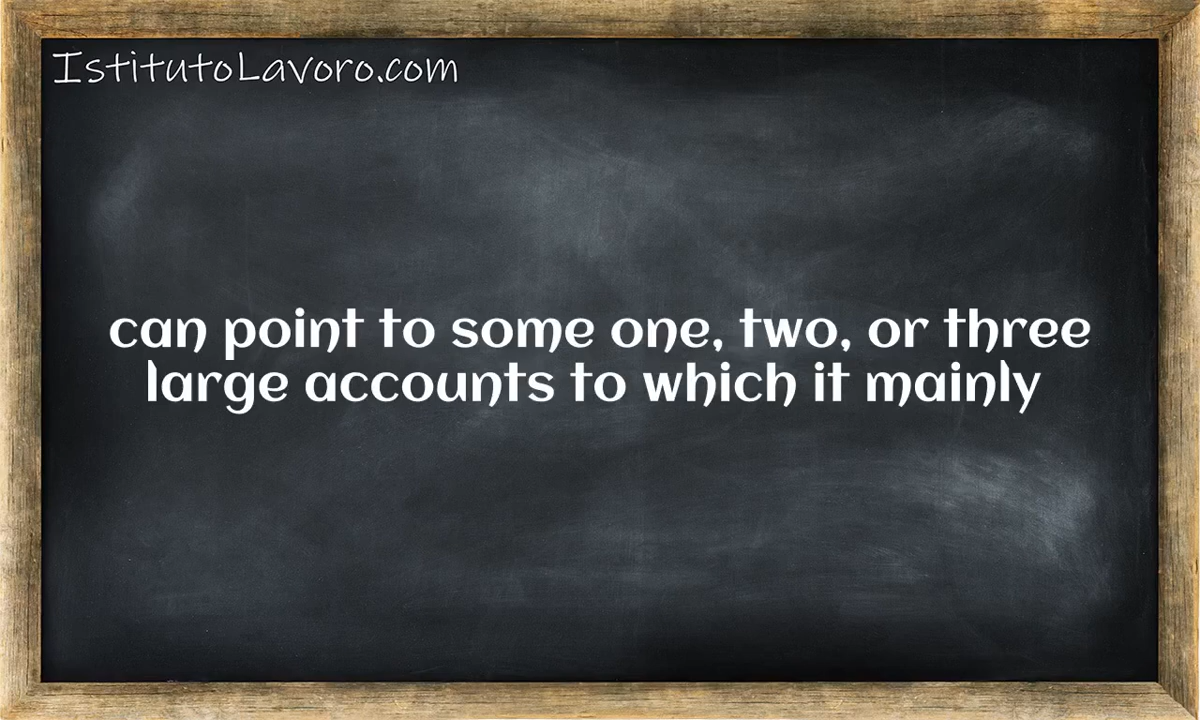 IstitutoLavoro.com
can point to some one, two, or three
large accounts to which it mainly